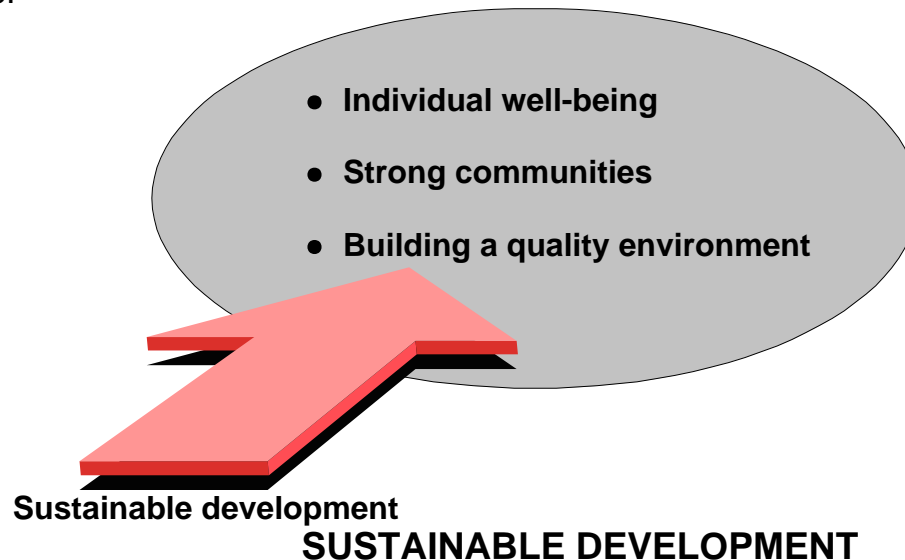 ● Individual well-being
● Strong communities
● Building a quality environment
Sustainable development
SUSTAINABLE DEVELOPMENT